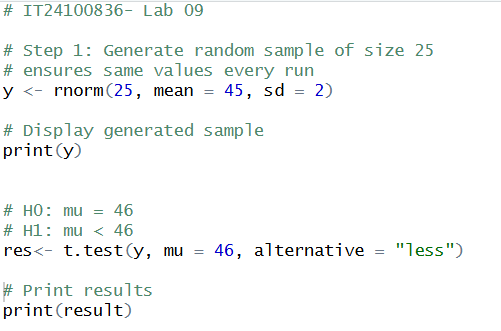 # IT24100836- Lab 09
# Step 1: Generate random sample of size 25
# ensures same values every run
y <- rnorm(25, mean = 45, sd = 2)
# Display generated sample
print(y)
# H0: mu = 46
# H1: mu < 46
res<- t.test(y, mu = 46, alternative = "less")
# Print results
print(result)